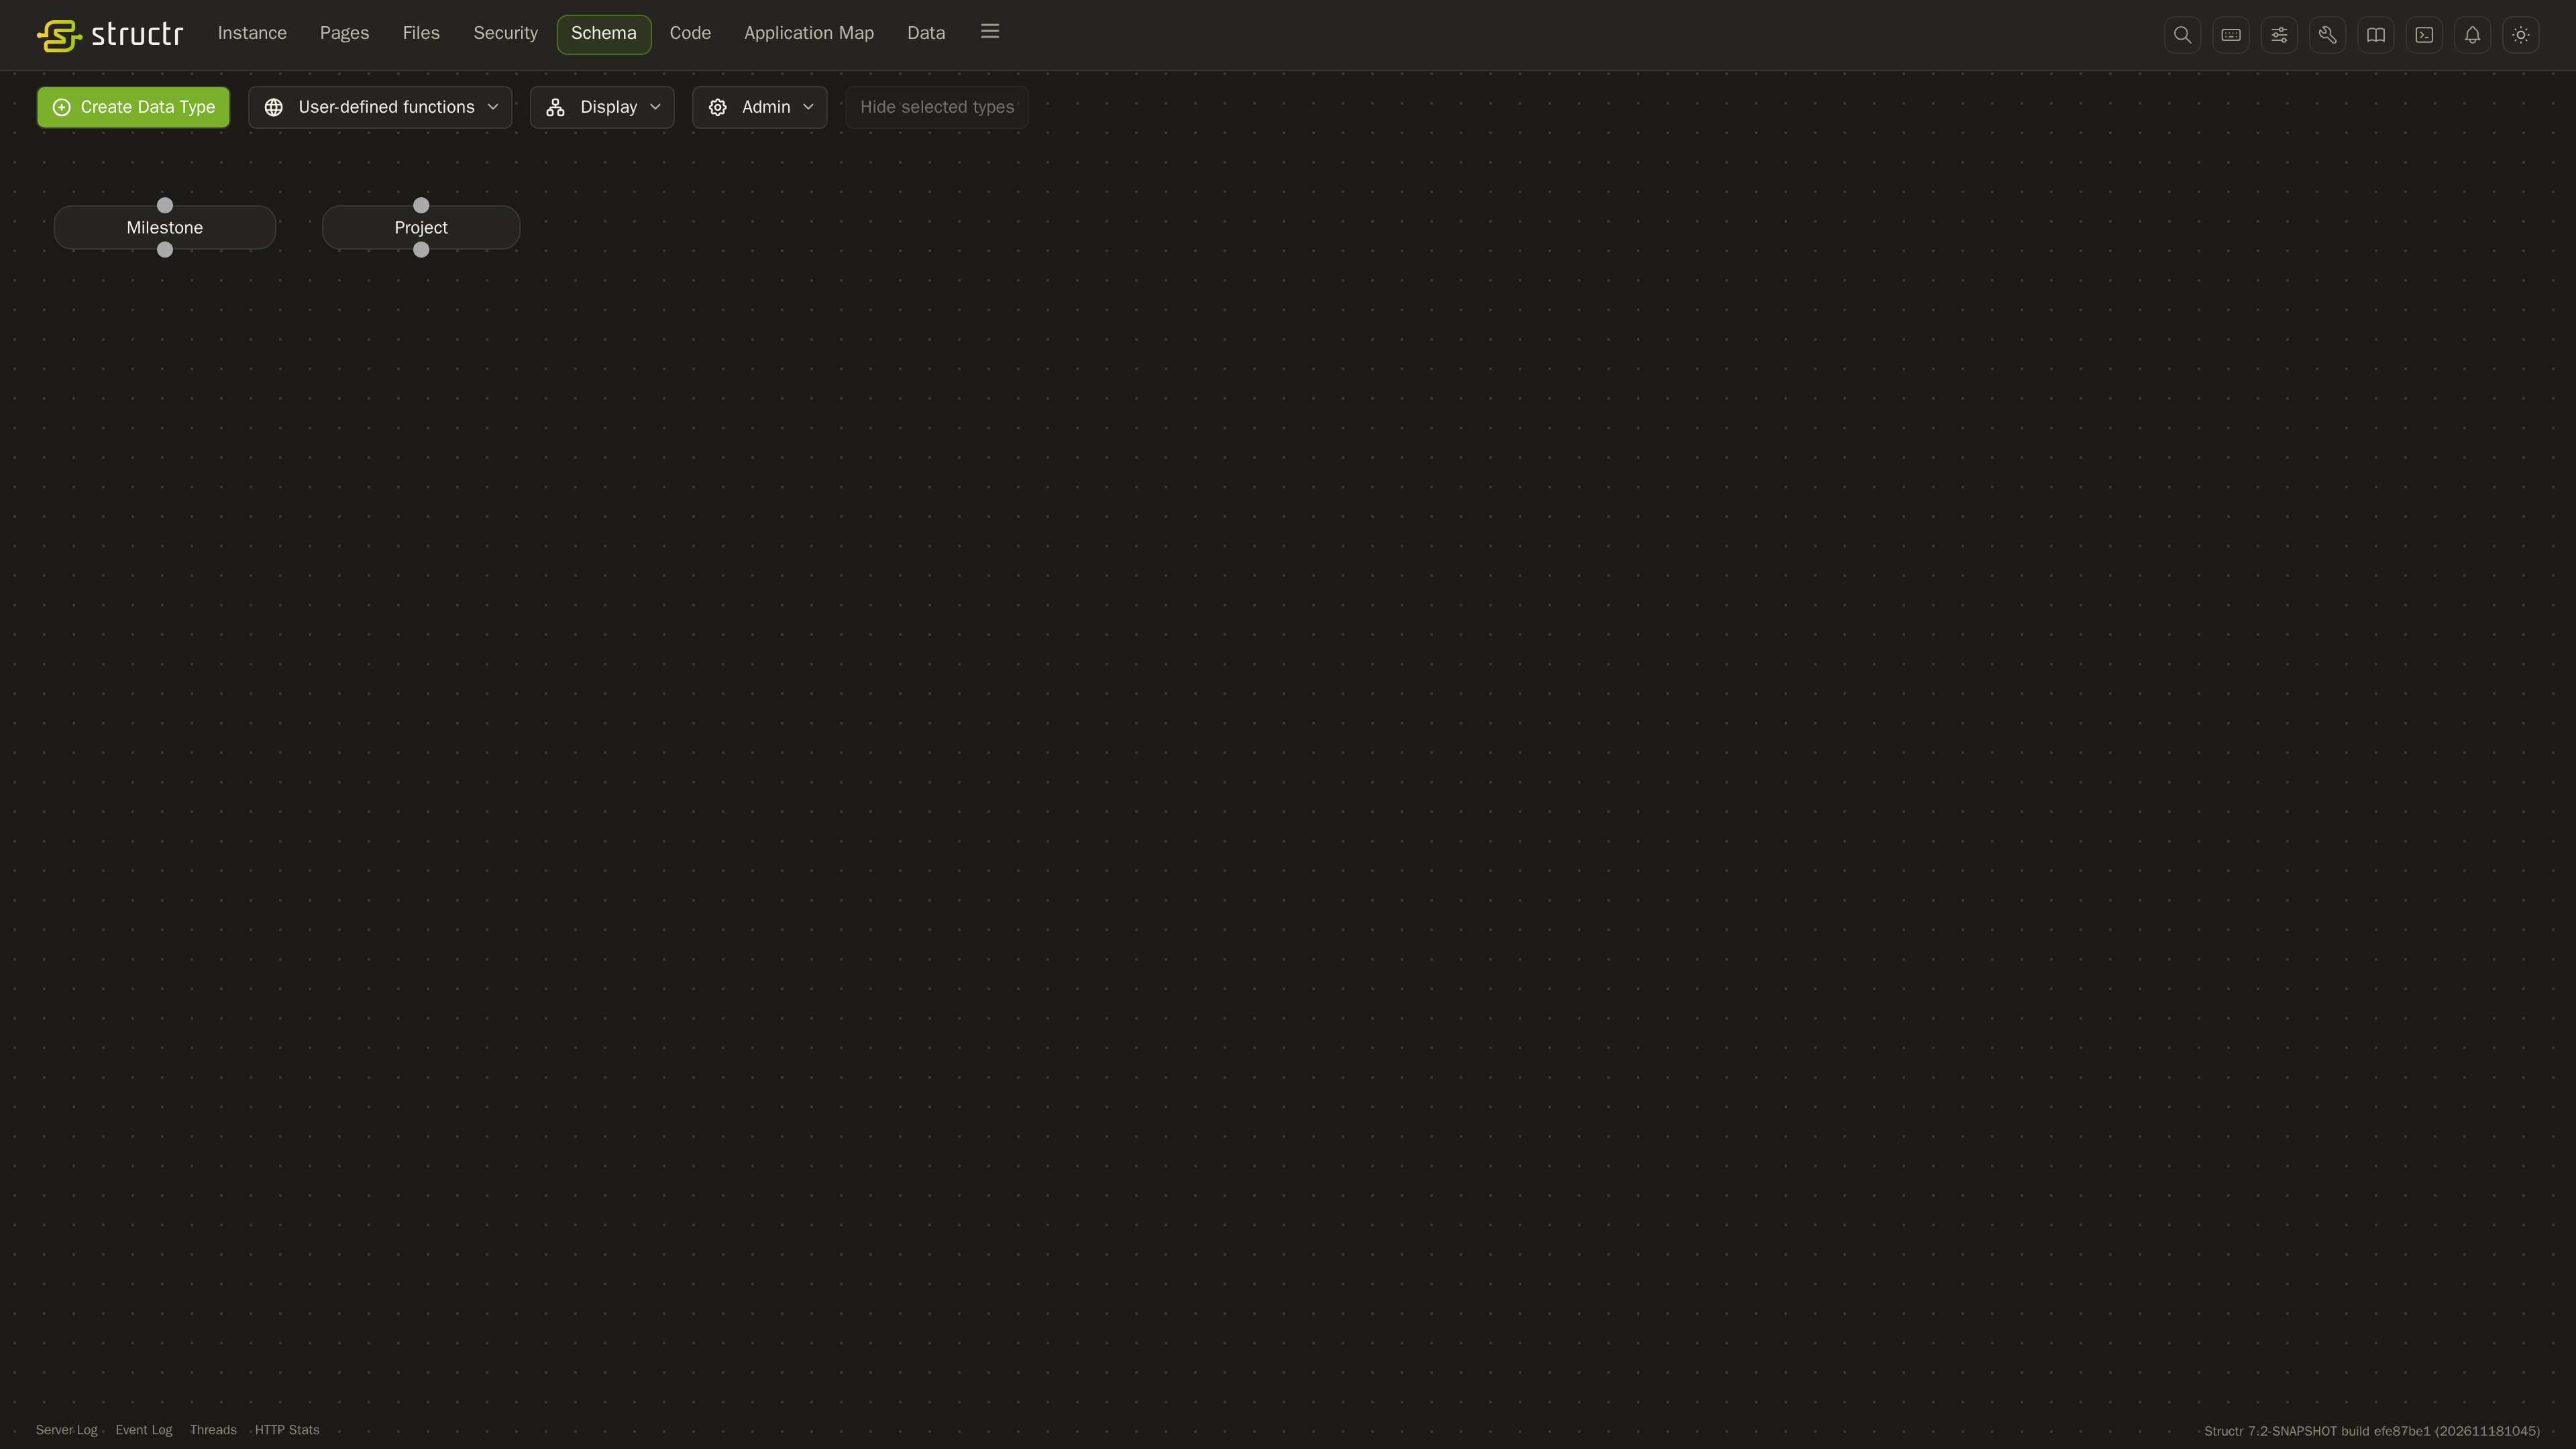 structr Instance Pages Files Security Schema Code Application Map Data
Create Data Type User-defined functions Display Admin Hide selected types
Milestone Project
Server Log Event Log Threads HTTP Stats Structr 7.2-SNAPSHOT build efe87be1 (202611181045)